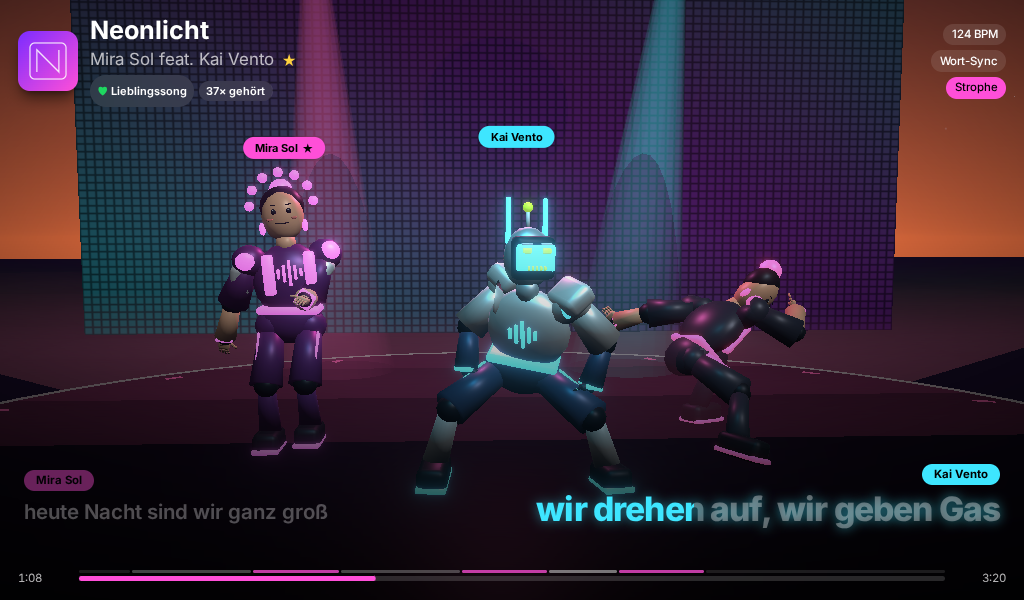 Neonlicht
Mira Sol feat. Kai Vento ★
Lieblingssong
37× gehört
124 BPM
Wort-Sync
Strophe
N
Mira Sol ★
Kai Vento
Mira Sol
heute Nacht sind wir ganz groß
Kai Vento
wir drehen auf, wir geben Gas
1:08
3:20